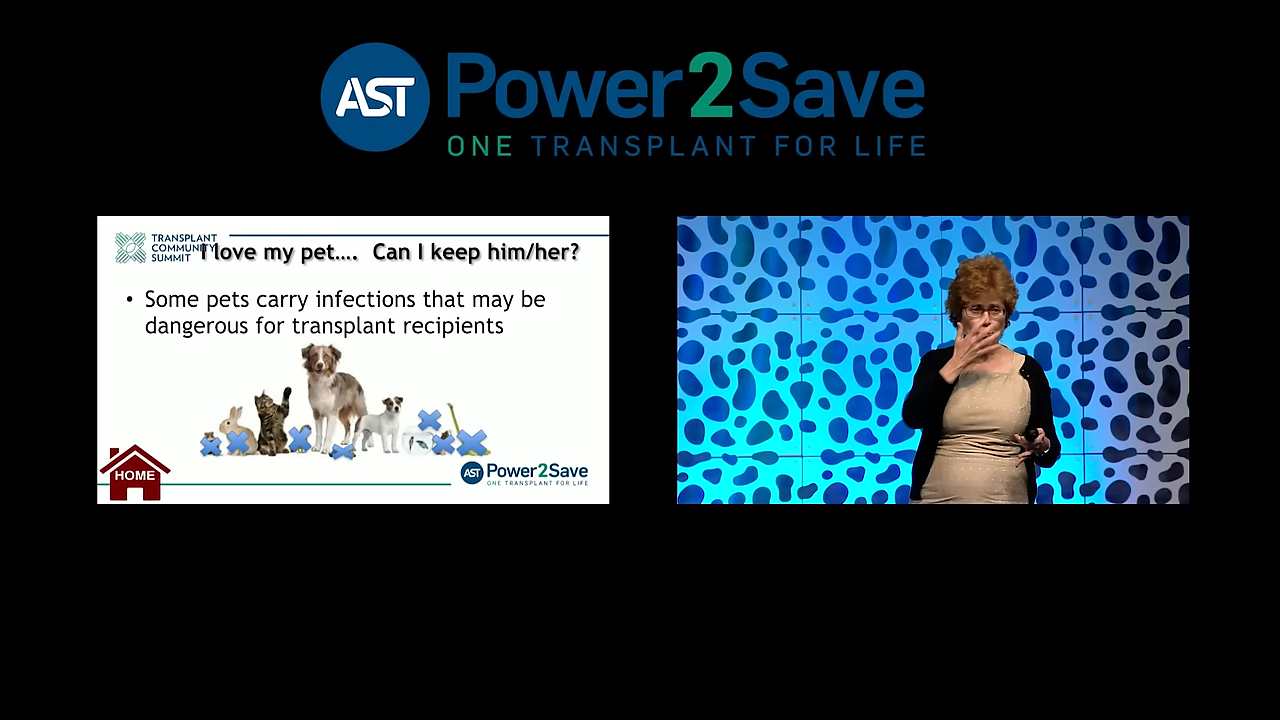 AST Power2Save
ONE TRANSPLANT FOR LIFE
TRANSPLANT
COMMUNITY
SUMMIT
I love my pet.... Can I keep him/her?
• Some pets carry infections that may be
dangerous for transplant recipients
HOME
AST Power2Save
ONE TRANSPLANT FOR LIFE